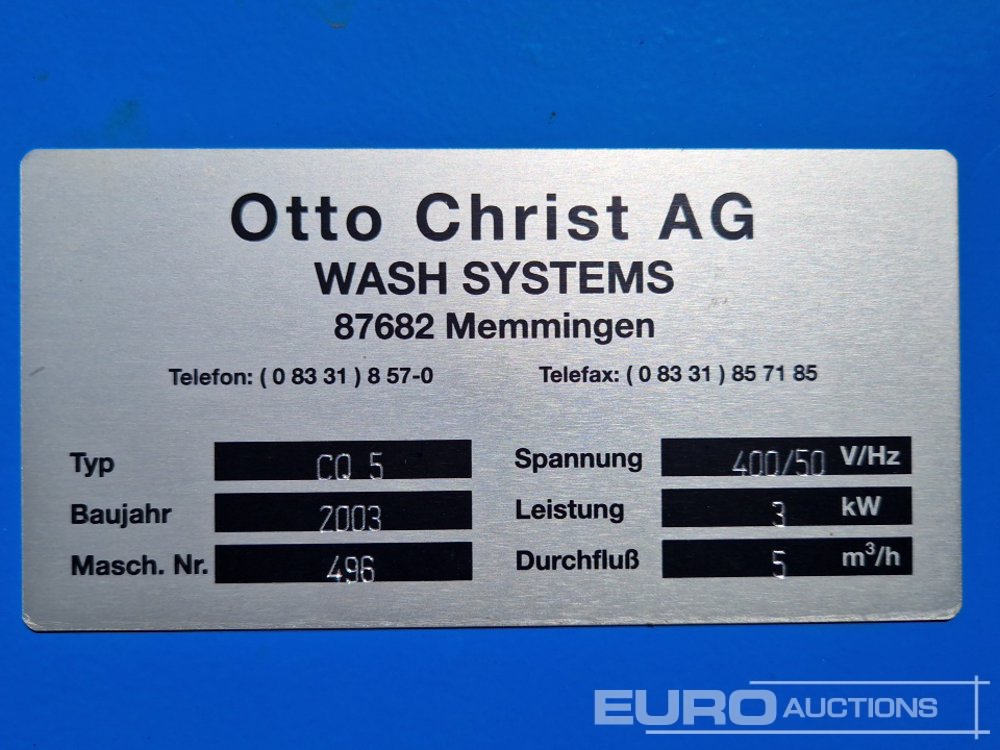 Otto Christ AG
WASH SYSTEMS
87682 Memmingen
Telefon: ( 0 83 31 ) 8 57-0 Telefax: ( 0 83 31 ) 85 71 85
Typ CQ 5 Spannung 400/50 V/Hz
Baujahr 2003 Leistung 3 kW
Masch. Nr. 496 Durchfluß 5 m³/h
EURO AUCTIONS